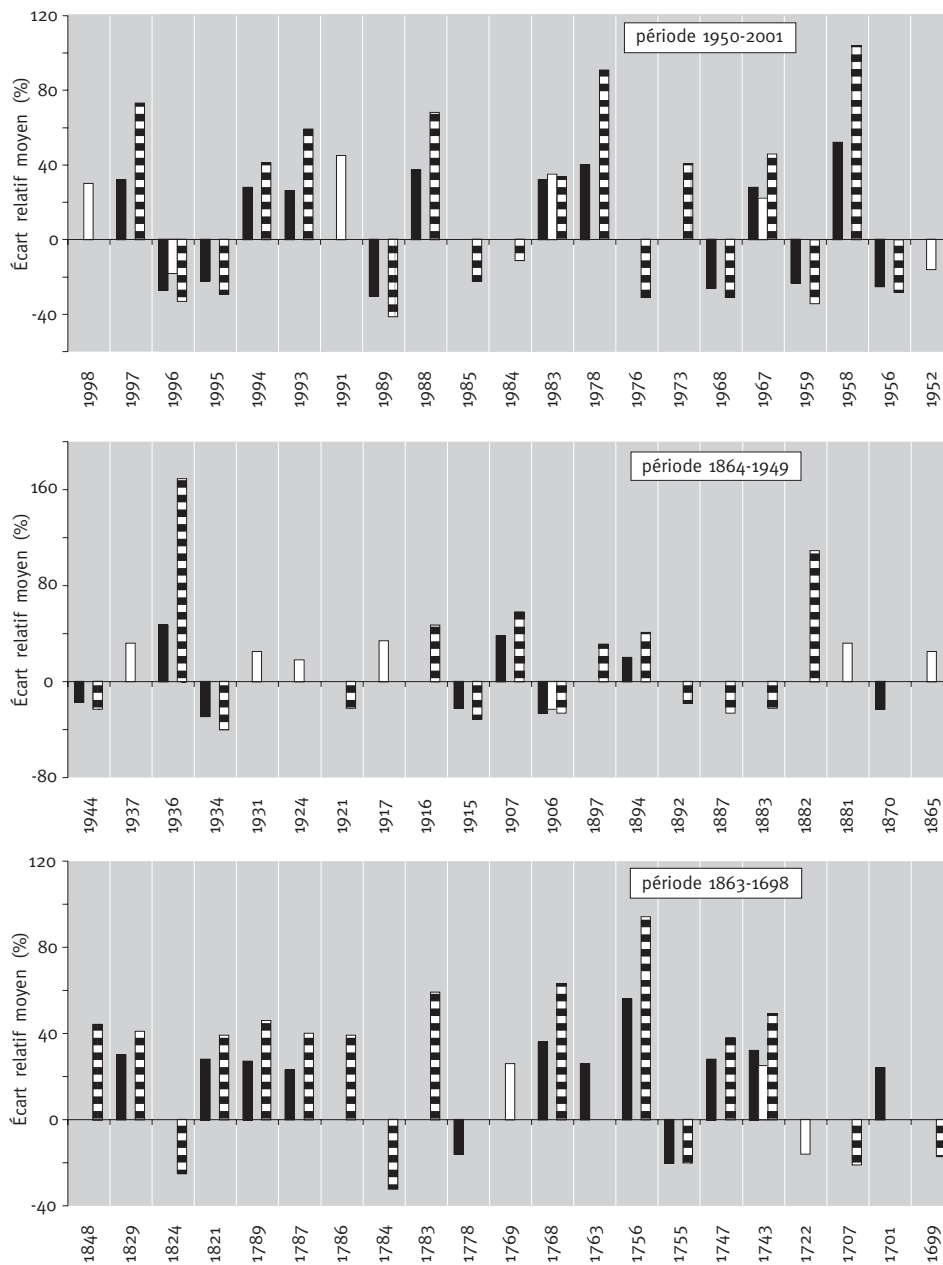 120
80
40
0
-40
Écart relatif moyen (%)
période 1950-2001
1998 1997 1996 1995 1994 1993 1991 1989 1988 1985 1984 1983 1978 1976 1973 1968 1967 1959 1958 1956 1952
160
80
0
-80
Écart relatif moyen (%)
période 1864-1949
1944 1937 1936 1934 1931 1924 1921 1917 1916 1915 1907 1906 1897 1894 1892 1887 1883 1882 1881 1870 1865
120
80
40
0
-40
Écart relatif moyen (%)
période 1863-1698
1848 1829 1824 1821 1789 1787 1786 1784 1783 1778 1769 1768 1763 1756 1755 1747 1743 1722 1707 1701 1699